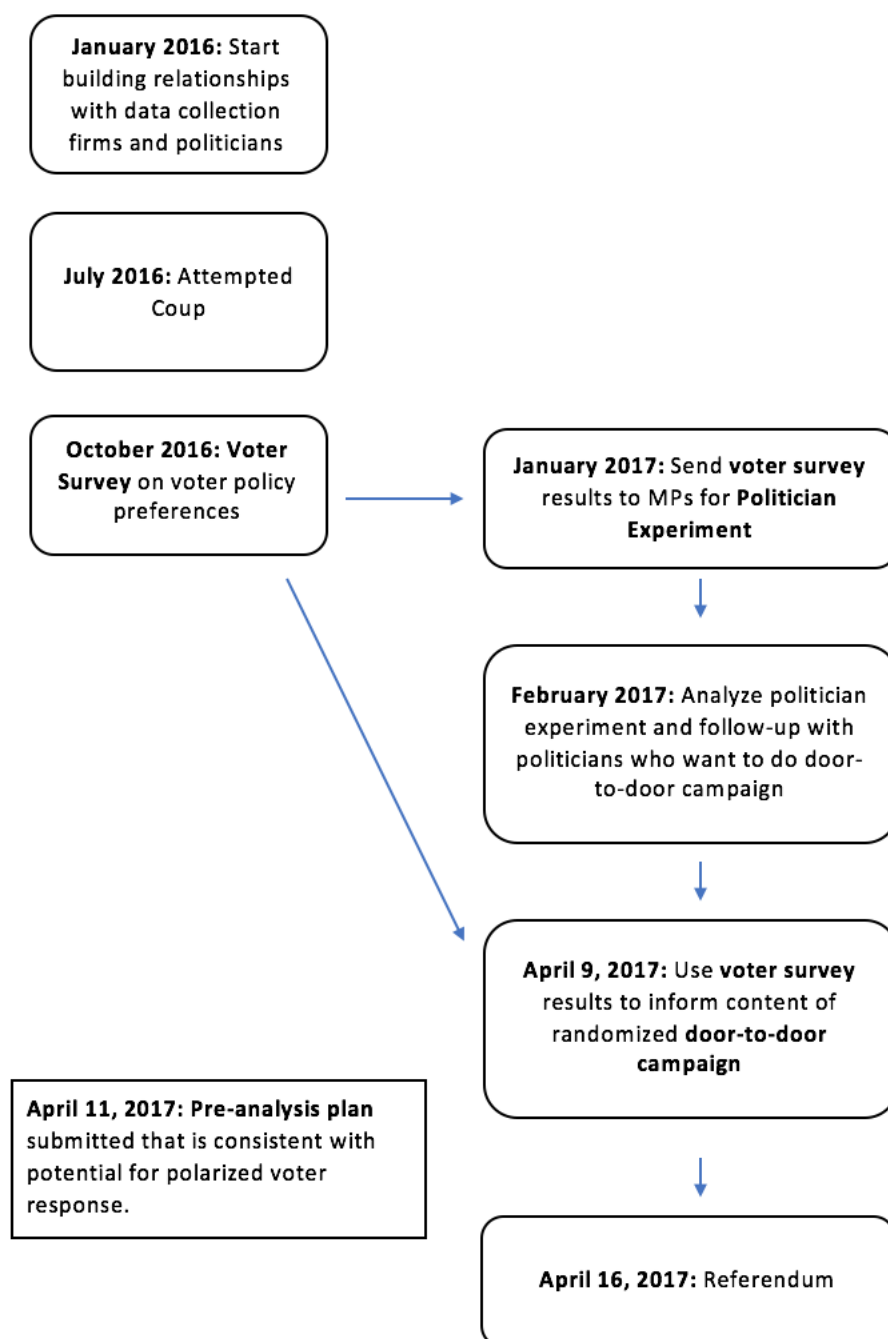 January 2016: Start
building relationships
with data collection
firms and politicians
July 2016: Attempted
Coup
October 2016: Voter
Survey on voter policy
preferences
January 2017: Send voter survey
results to MPs for Politician
Experiment
February 2017: Analyze politician
experiment and follow-up with
politicians who want to do door-
to-door campaign
April 9, 2017: Use voter survey
results to inform content of
randomized door-to-door
campaign
April 11, 2017: Pre-analysis plan
submitted that is consistent with
potential for polarized voter
response.
April 16, 2017: Referendum